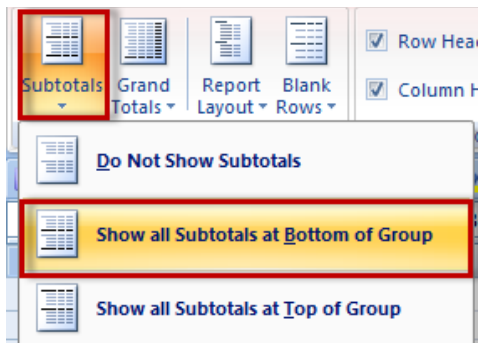 Subtotals Grand Totals Report Layout Blank Rows
Row
Column
Do Not Show Subtotals
Show all Subtotals at Bottom of Group
Show all Subtotals at Top of Group